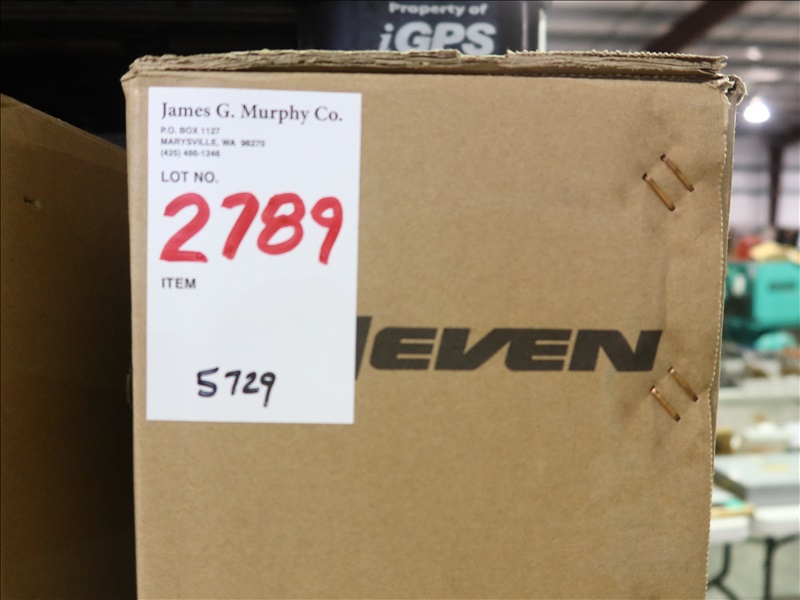 Property of
iGPS
James G. Murphy Co.
P.O. BOX 1127
MARYSVILLE, WA 98270
(425) 486-1246
LOT NO.
2789
ITEM
5729
EVEN